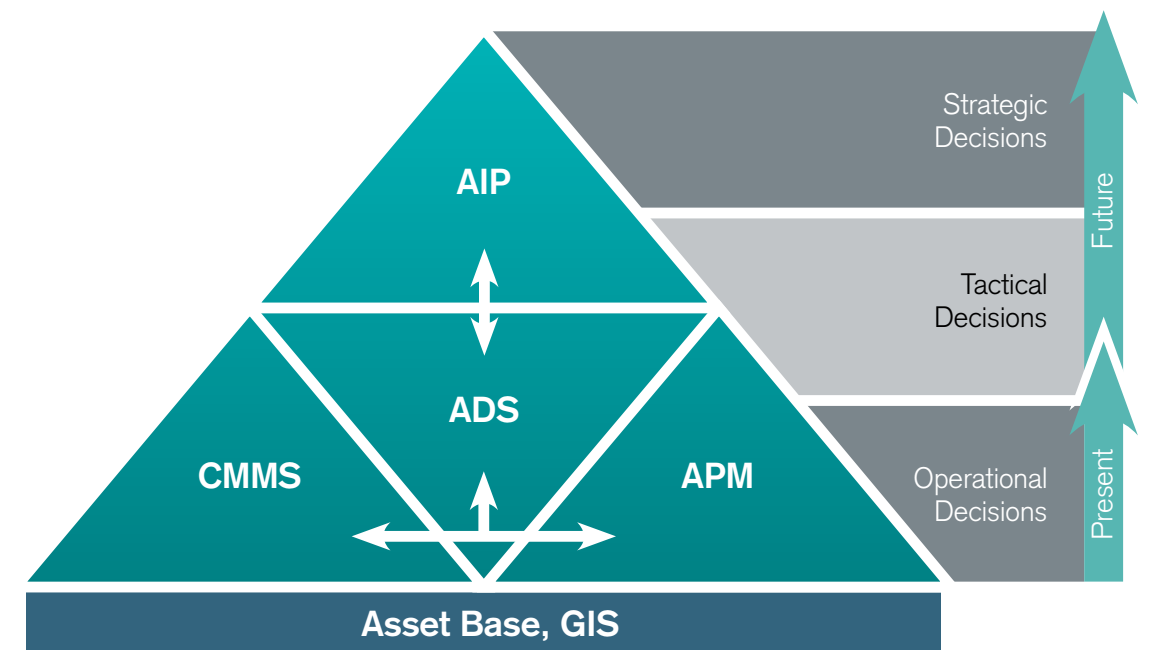 Strategic
Decisions
AIP
Future
Tactical
Decisions
ADS
CMMS
APM
Operational
Decisions
Present
Asset Base, GIS